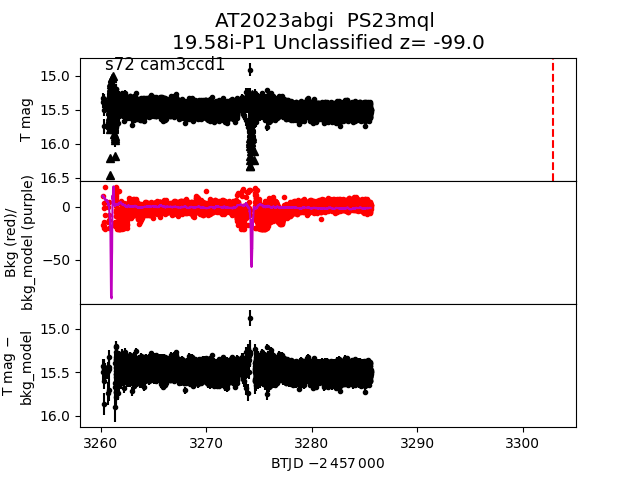 AT2023abgi  PS23mql
19.58i-P1 Unclassified z= -99.0
s72 cam3ccd1
15.0
15.5
16.0
16.5
T mag
0
−50
Bkg (red)/
bkg_model (purple)
15.0
15.5
16.0
T mag −
bkg_model
3260 3270 3280 3290 3300
BTJD −2 457 000